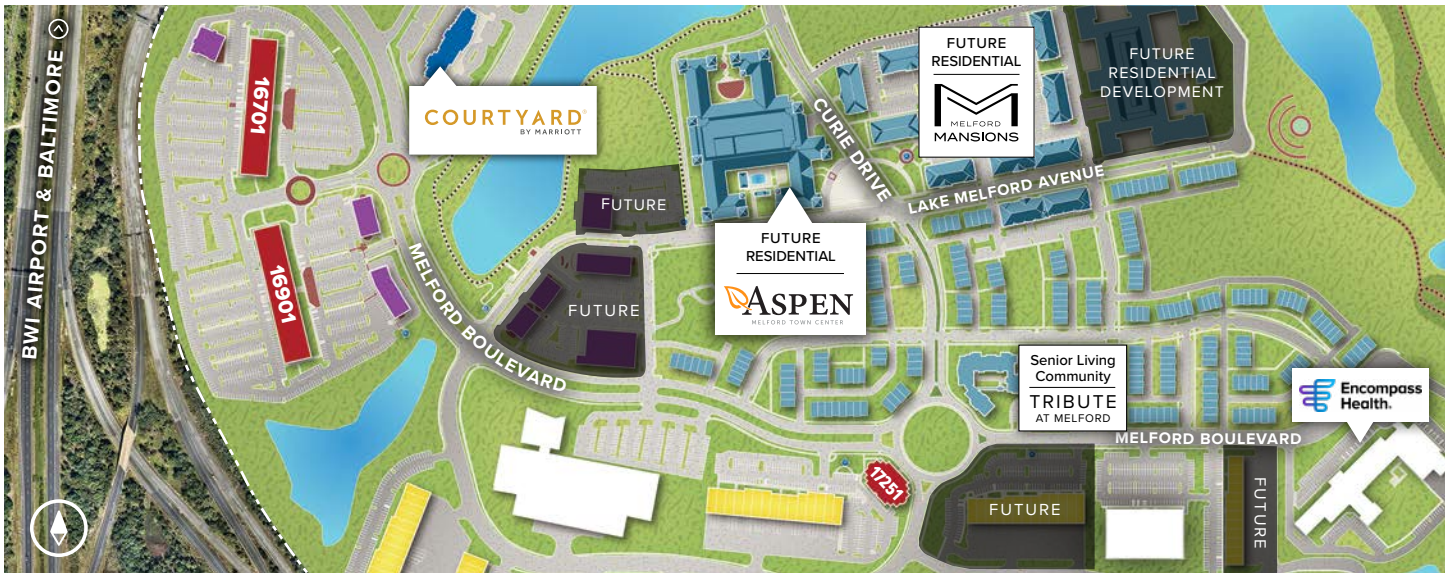 BWI AIRPORT & BALTIMORE
16701
16901
COURTYARD®
BY MARRIOTT
MELFORD BOULEVARD
FUTURE
FUTURE
FUTURE
RESIDENTIAL
ASPEN
MELFORD TOWN CENTER
CURIE DRIVE
FUTURE
RESIDENTIAL
M
MELFORD
MANSIONS
FUTURE
RESIDENTIAL
DEVELOPMENT
LAKE MELFORD AVENUE
Senior Living
Community
TRIBUTE
AT MELFORD
Encompass
Health.
MELFORD BOULEVARD
17251
FUTURE
FUTURE